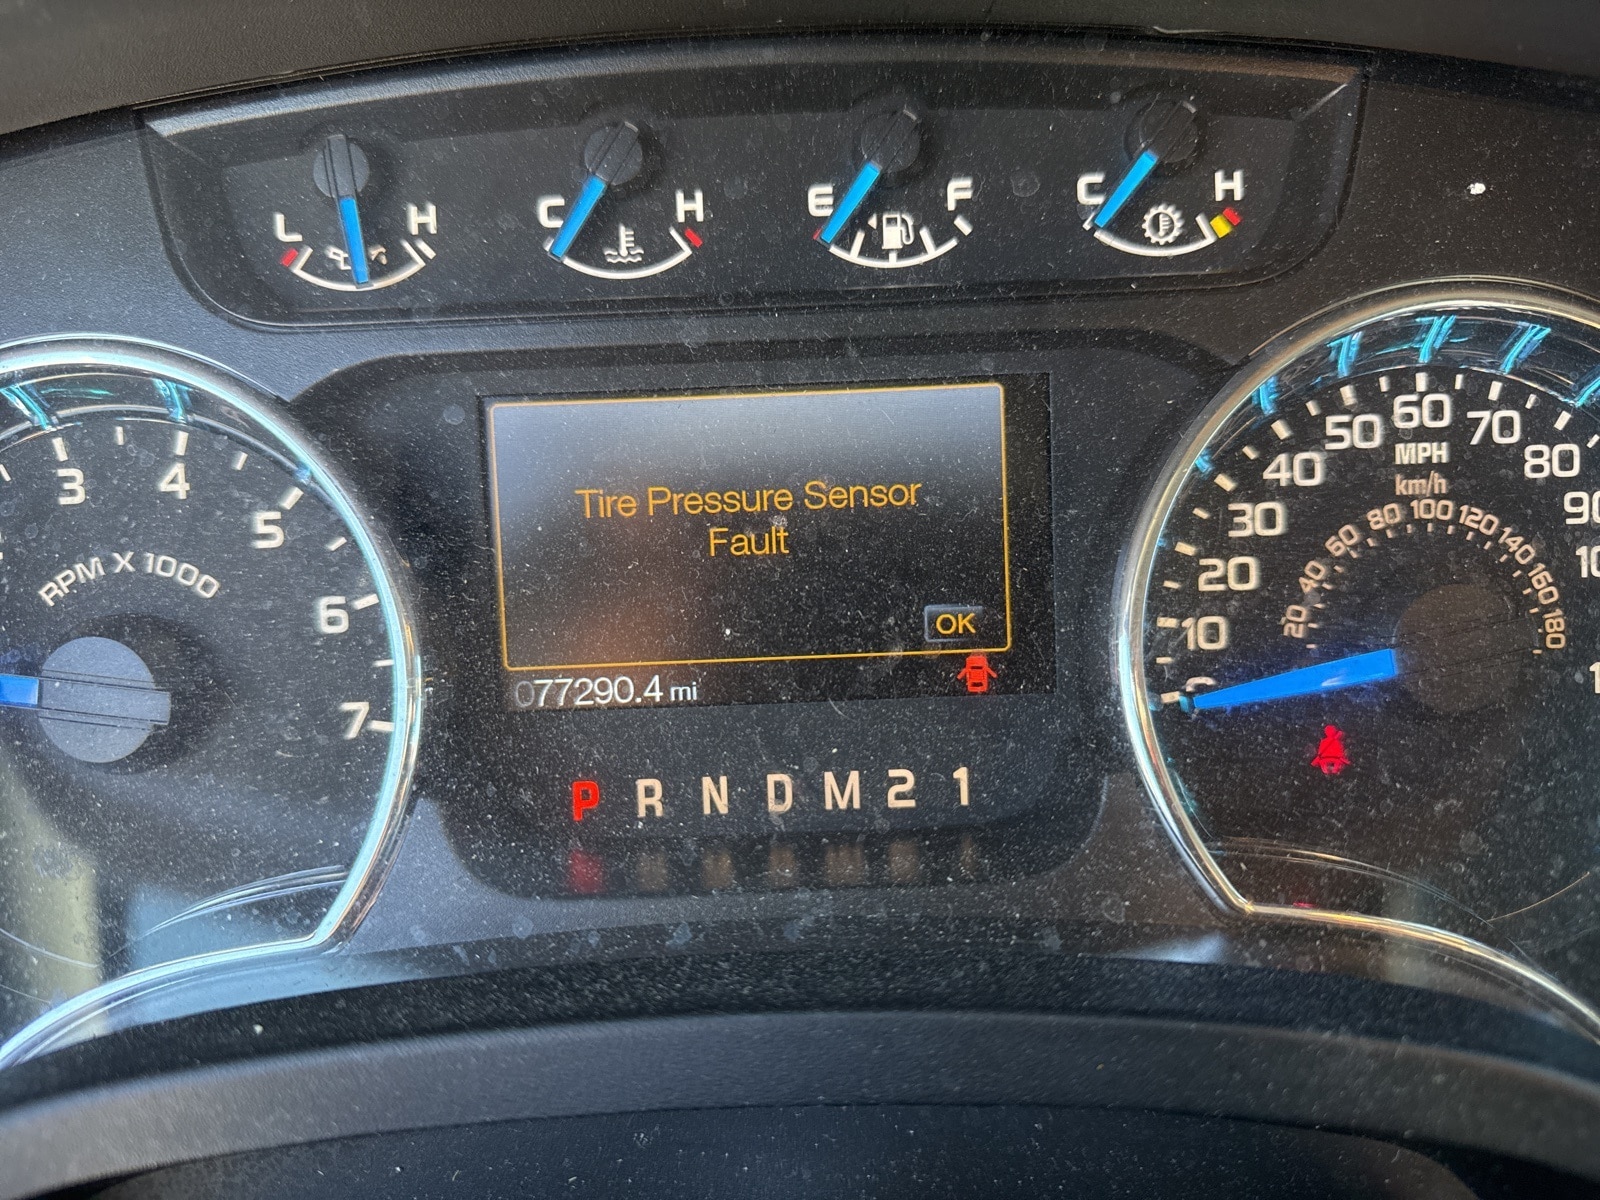 L H
C H
E F
C H
3
4
5
6
7
RPM X 1000
Tire Pressure Sensor
Fault
OK
077290.4 mi
P R N D M 2 1
10
20
30
40
50
60
70
80
MPH
km/h
20 40 60 80 100 120 140 160 180